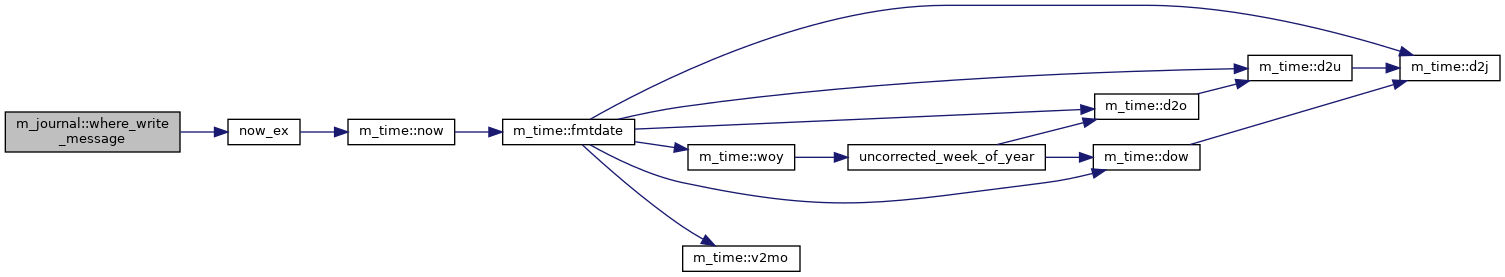 m_journal::where_write
_message
now_ex
m_time::now
m_time::fmtdate
m_time::woy
m_time::v2mo
uncorrected_week_of_year
m_time::d2o
m_time::dow
m_time::d2u
m_time::d2j